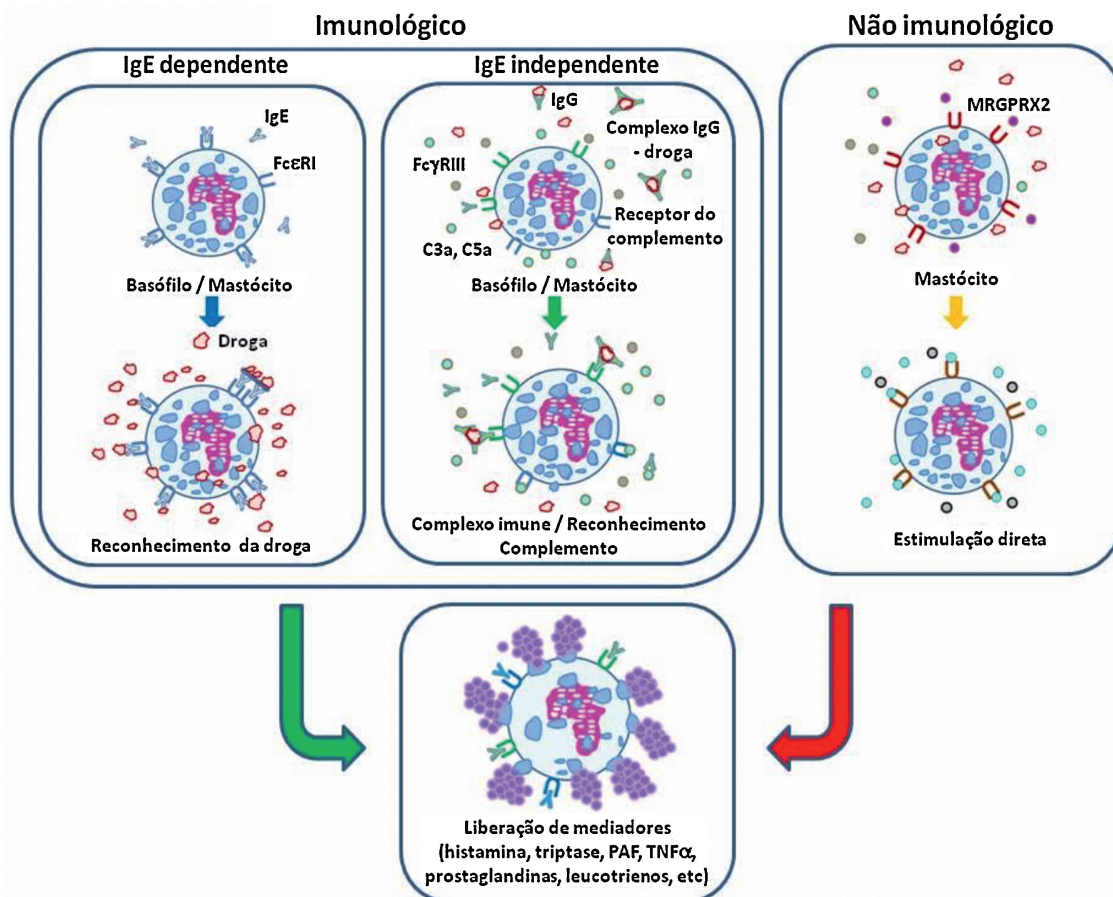 Imunológico
Não imunológico
IgE dependente
IgE independente
IgE
FcεRI
Basófilo / Mastócito
Droga
Reconhecimento da droga
IgG
Complexo IgG
- droga
FcγRIII
Receptor do
complemento
C3a, C5a
Basófilo / Mastócito
Complexo imune / Reconhecimento
Complemento
MRGPRX2
Mastócito
Estimulação direta
Liberação de mediadores
(histamina, triptase, PAF, TNFα,
prostaglandinas, leucotrienos, etc)